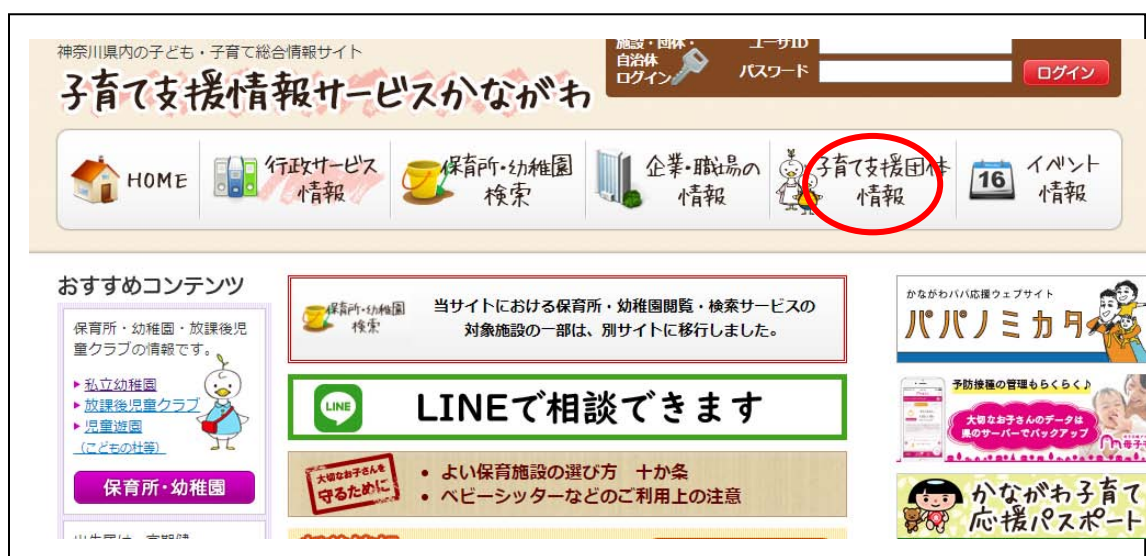 神奈川県内の子ども・子育て総合情報サイト
子育て支援情報サービスかながわ
施設・団体・
自治体
ログイン
ユーザID
パスワード
ログイン
HOME
行政サービス
情報
保育所・幼稚園
検索
企業・職場の
情報
子育て支援団体
情報
16
イベント
情報
おすすめコンテンツ
保育所・幼稚園・放課後児
童クラブの情報です。
私立幼稚園
放課後児童クラブ
児童遊園
(こどもの杜等)
保育所・幼稚園
保育所・幼稚園
検索
当サイトにおける保育所・幼稚園閲覧・検索サービスの
対象施設の一部は、別サイトに移行しました。
LINE
LINEで相談できます
大切なお子さんを
守るために
• よい保育施設の選び方 十か条
• ベビーシッターなどのご利用上の注意
かながわパパ応援ウェブサイト
パパノミカタ
予防接種の管理もらくらく♪
大切なお子さんのデータは
県のサーバーでバックアップ
かながわ子育て
応援パスポート